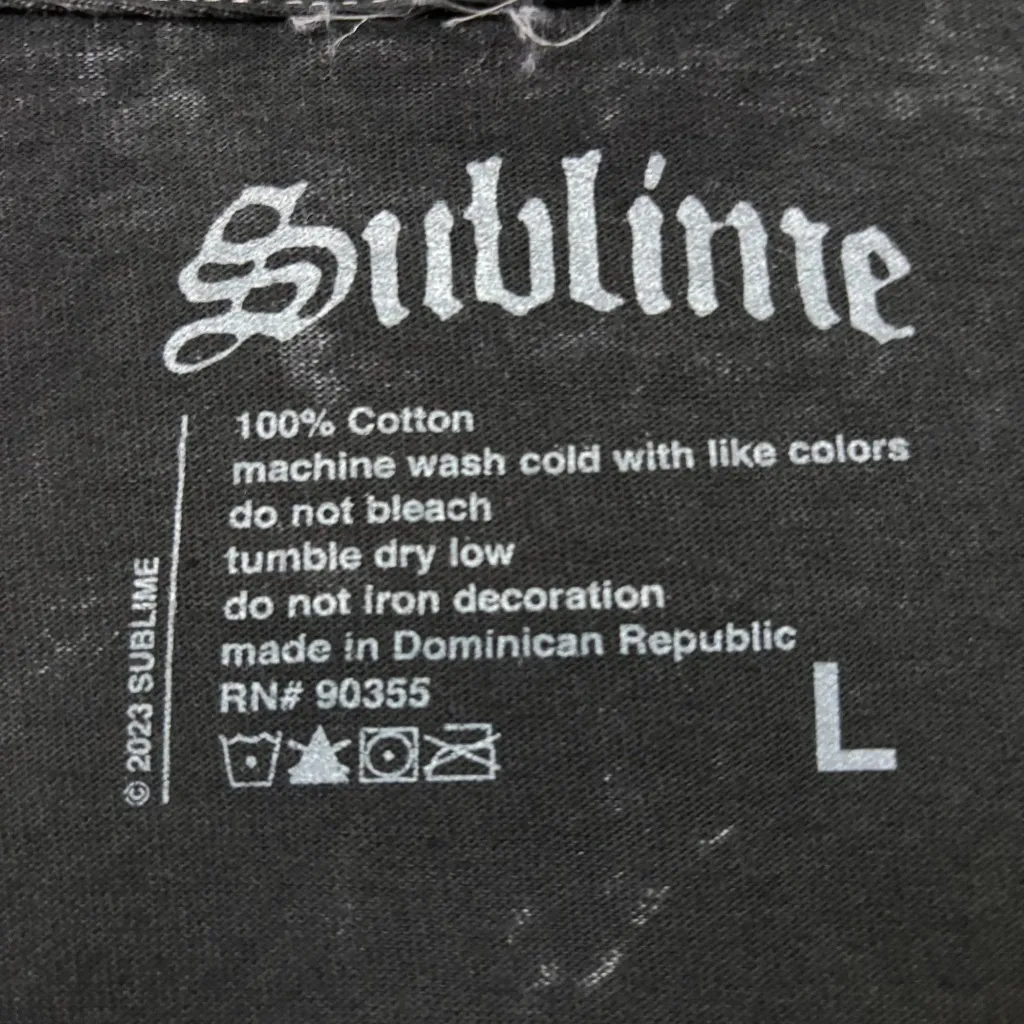 Sublime
100% Cotton
machine wash cold with like colors
do not bleach
tumble dry low
do not iron decoration
made in Dominican Republic
RN# 90355
L
© 2023 SUBLIME